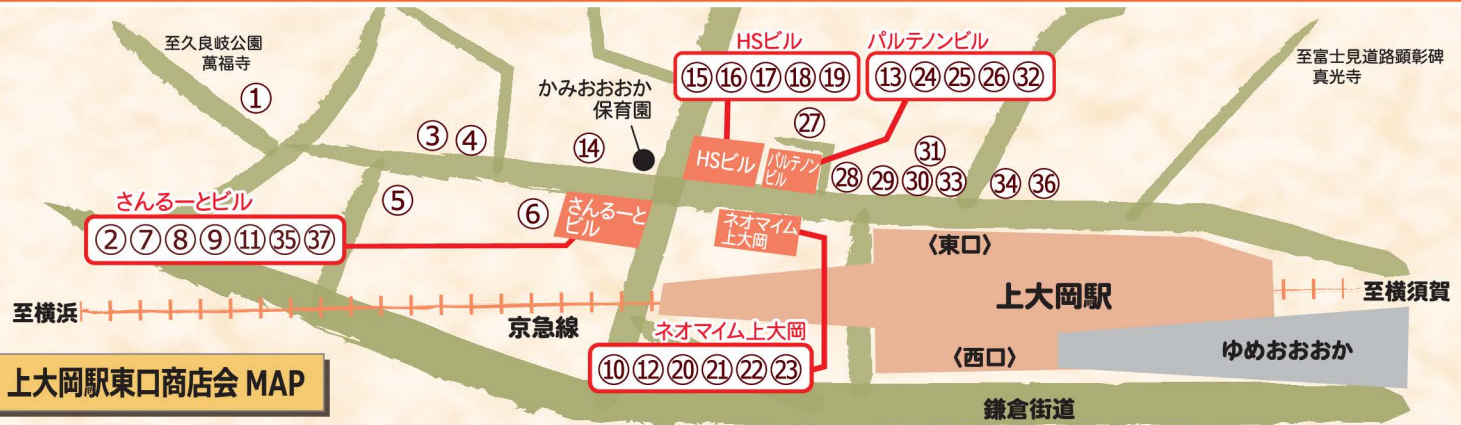 至久良岐公園
萬福寺
①
③④
⑤
さんるーとビル
②⑦⑧⑨⑪㉟㊲
かみおおおか
保育園
⑭
⑥
さんるーと
ビル
HSビル
⑮⑯⑰⑱⑲
パルテノンビル
⑬㉔㉕㉖㉜
㉗
HSビル
パルテノン
ビル
㉛
㉘㉙㉚㉝
㉞㊱
至富士見道路顕彰碑
真光寺
ネオマイム
上大岡
〈東口〉
上大岡駅
至横須賀
至横浜
京急線
ネオマイム上大岡
⑩⑫⑳㉑㉒㉓
〈西口〉
ゆめおおおか
鎌倉街道
上大岡駅東口商店会 MAP